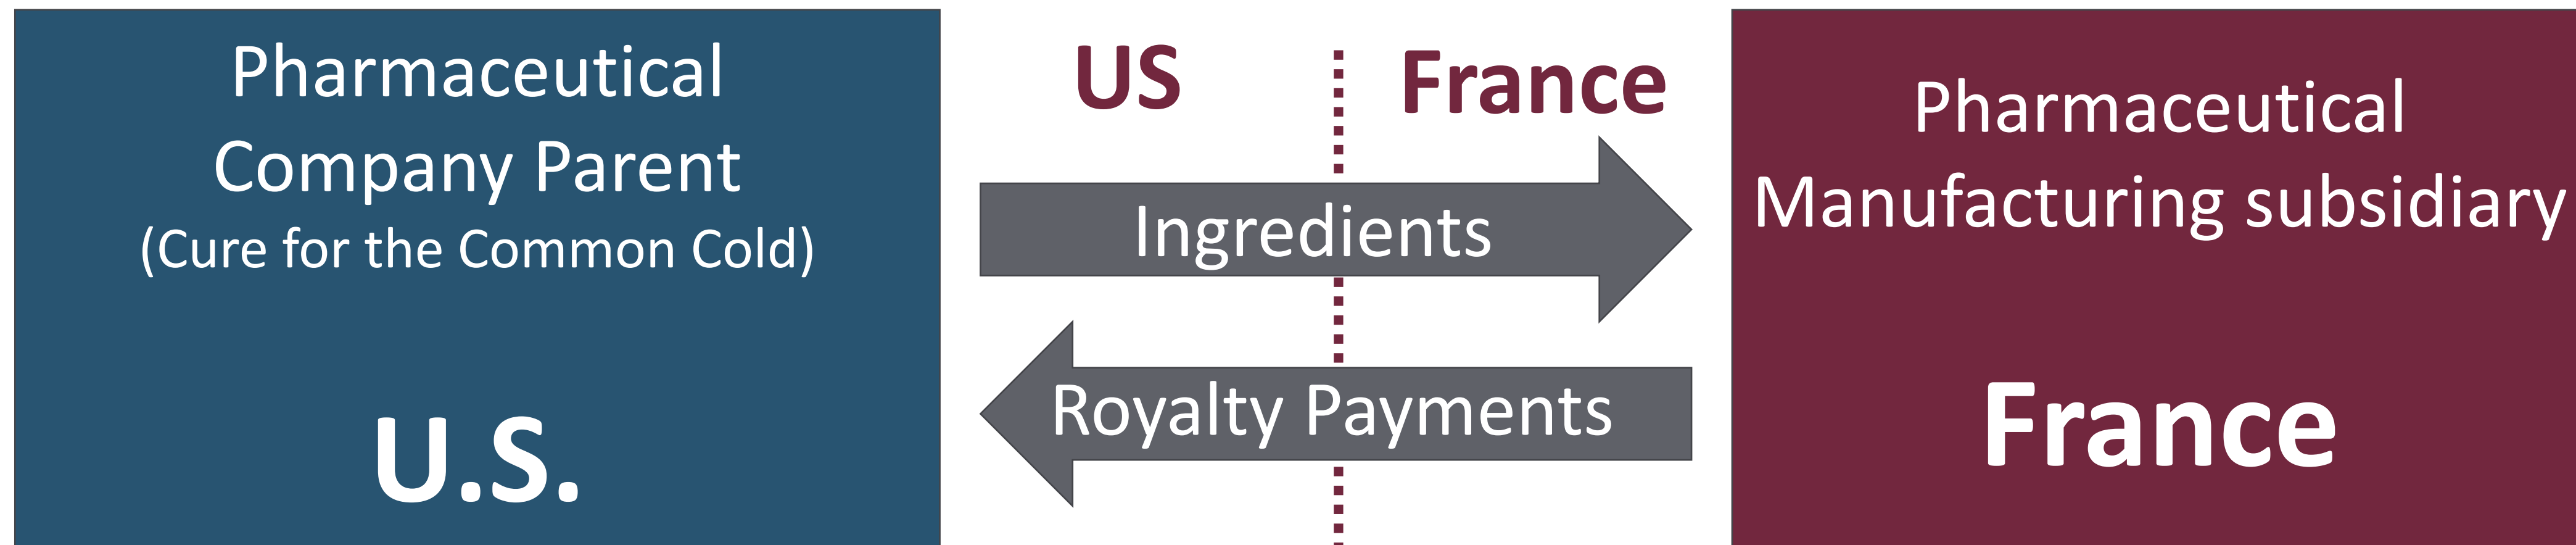 Pharmaceutical
Company Parent
(Cure for the Common Cold)
U.S.
US
France
Ingredients
Royalty Payments
Pharmaceutical
Manufacturing subsidiary
France